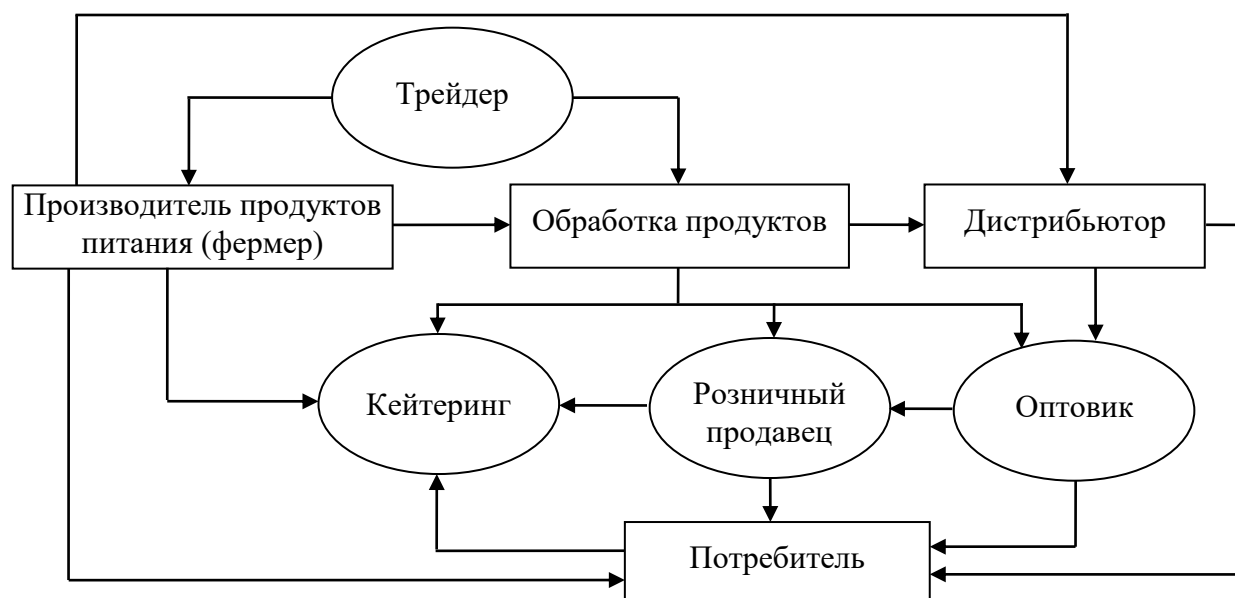 Трейдер
Производитель продуктов
питания (фермер)
Обработка продуктов
Дистрибьютор
Кейтеринг
Розничный
продавец
Оптовик
Потребитель